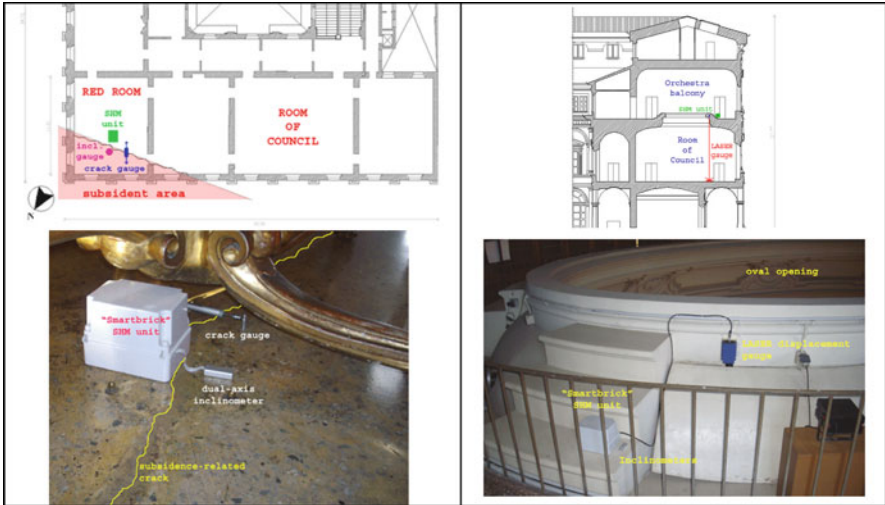 RED ROOM
SHM
unit
incl.
gauge
crack gauge
subsident area
ROOM
OF
COUNCIL
N
Orchestra
balcony
SHM unit
Room
of
Council
LASER
gauge
"Smartbrick"
SHM unit
crack gauge
dual-axis
inclinometer
subsidence-related
crack
oval opening
LASER displacement
gauge
"Smartbrick"
SHM unit
Inclinometers